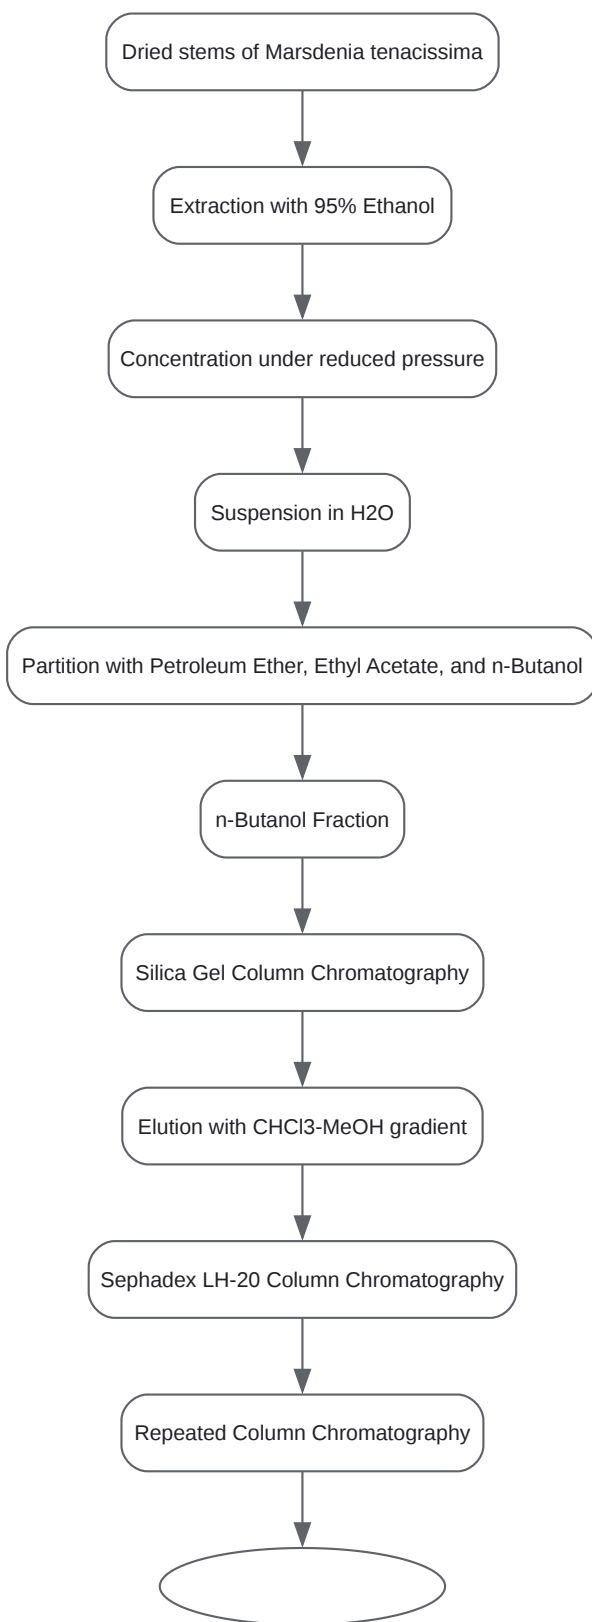 Dried stems of Marsdenia tenacissima
Extraction with 95% Ethanol
Concentration under reduced pressure
Suspension in H2O
Partition with Petroleum Ether, Ethyl Acetate, and n-Butanol
n-Butanol Fraction
Silica Gel Column Chromatography
Elution with CHCl3-MeOH gradient
Sephadex LH-20 Column Chromatography
Repeated Column Chromatography